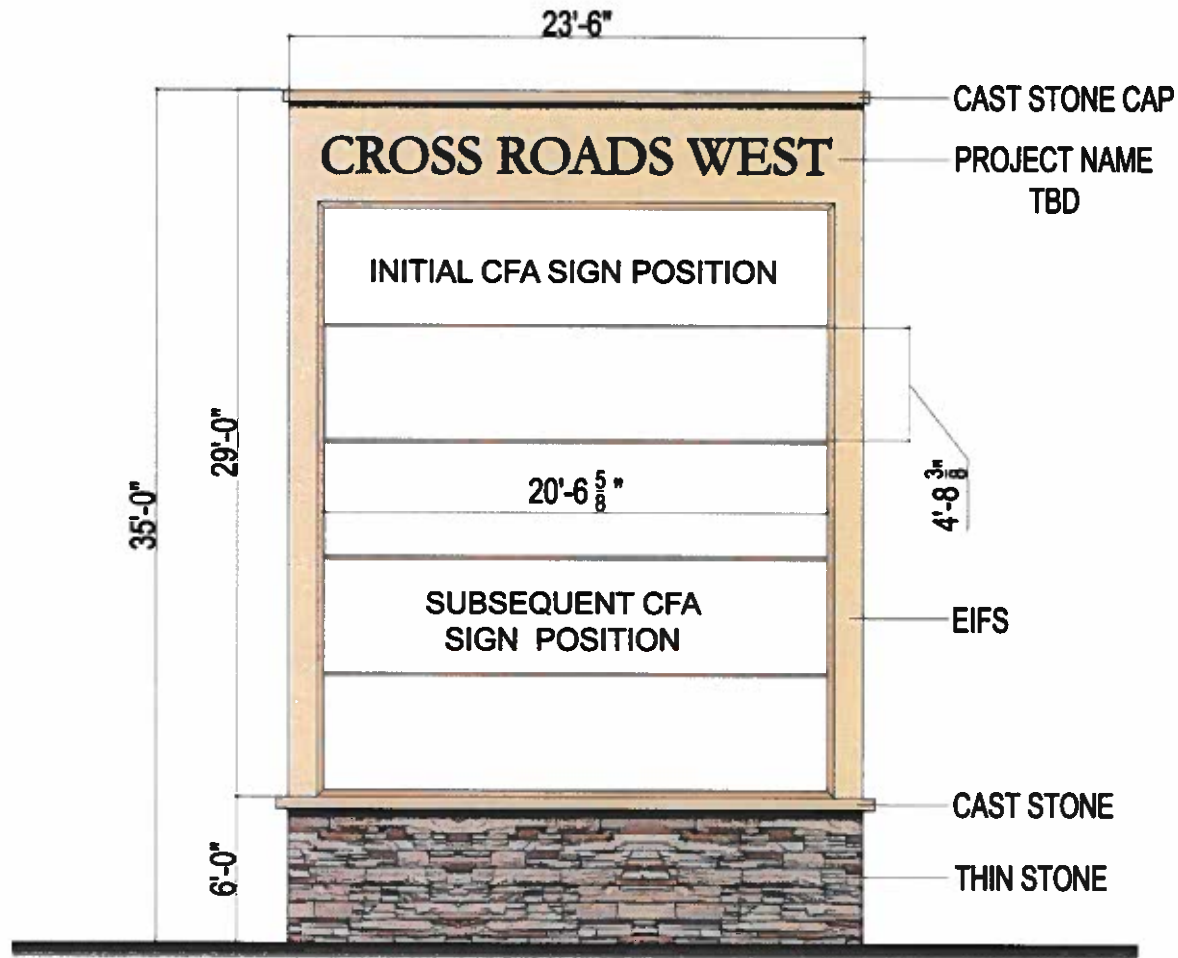 23'-6"
CAST STONE CAP
CROSS ROADS WEST
PROJECT NAME
TBD
INITIAL CFA SIGN POSITION
29'-0"
35'-0"
20'-6 5/8 "
4'-8 3/8"
SUBSEQUENT CFA
SIGN POSITION
EIFS
CAST STONE
6'-0"
THIN STONE